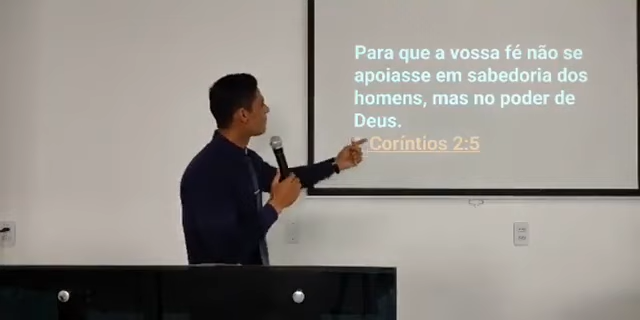 Para que a vossa fé não se
apoiasse em sabedoria dos
homens, mas no poder de
Deus.
Coríntios 2:5